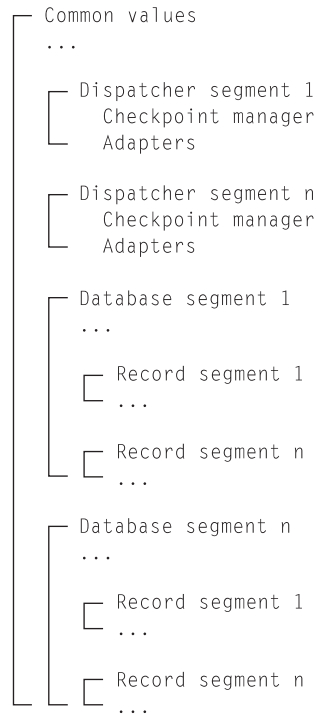 Common values
...
Dispatcher segment 1
Checkpoint manager
Adapters
Dispatcher segment n
Checkpoint manager
Adapters
Database segment 1
...
Record segment 1
...
Record segment n
...
Database segment n
...
Record segment 1
...
Record segment n
...